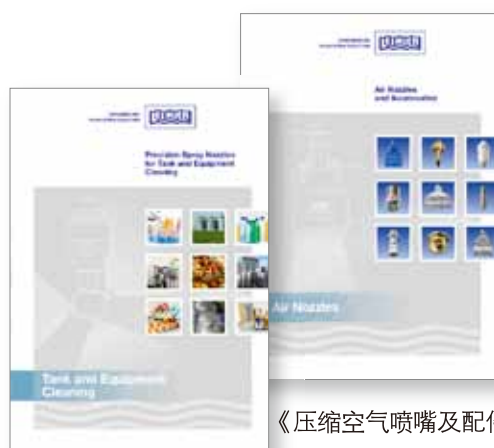 Precision Spray Nozzles
for Tank and Equipment
Cleaning
Tank and Equipment
Cleaning
Air Nozzles
and Accessories
Air Nozzles
《压缩空气喷嘴及配件